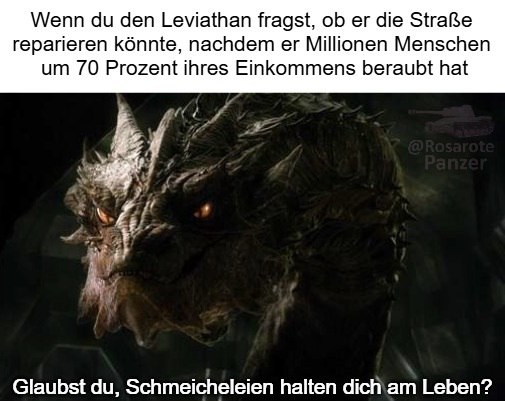 Wenn du den Leviathan fragst, ob er die Straße
reparieren könnte, nachdem er Millionen Menschen
um 70 Prozent ihres Einkommens beraubt hat
@Rosarote
Panzer
Glaubst du, Schmeicheleien halten dich am Leben?